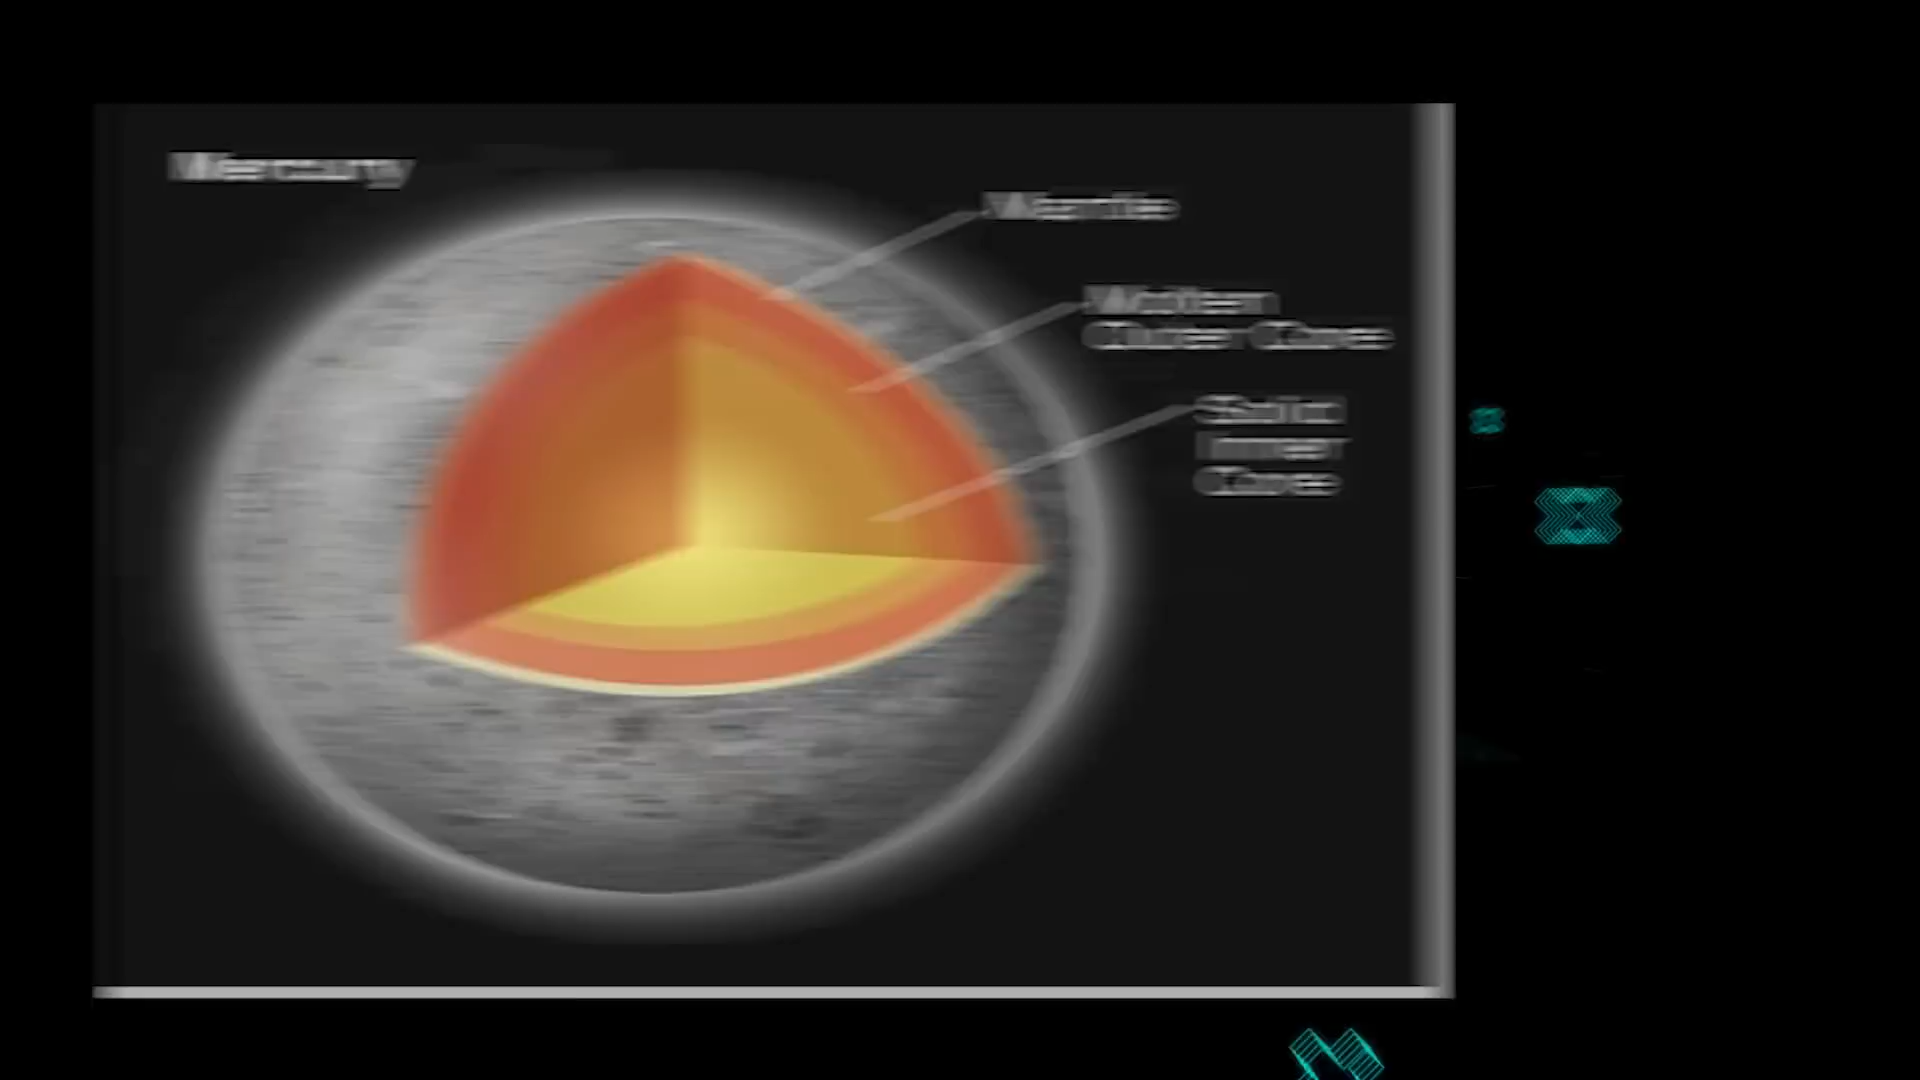 Mercury
Mantle
Molten
Outer Core
Solid
Inner
Core